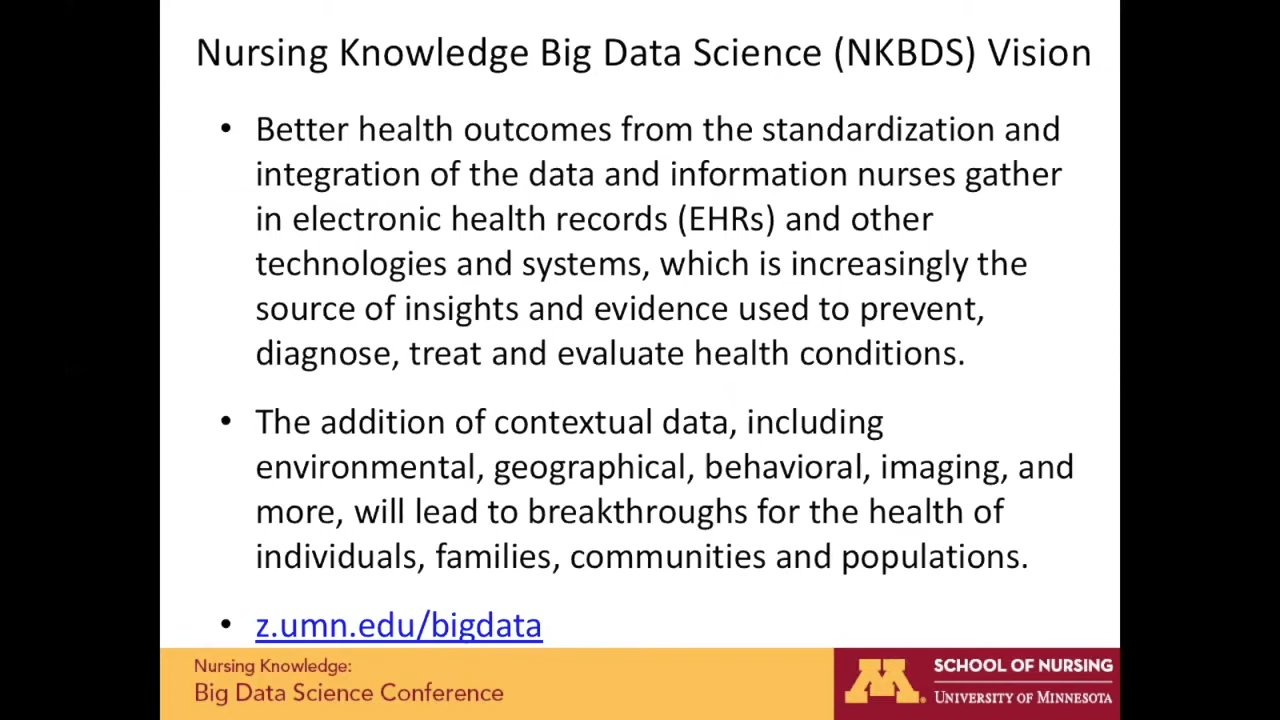 Nursing Knowledge Big Data Science (NKBDS) Vision
• Better health outcomes from the standardization and
integration of the data and information nurses gather
in electronic health records (EHRs) and other
technologies and systems, which is increasingly the
source of insights and evidence used to prevent,
diagnose, treat and evaluate health conditions.
• The addition of contextual data, including
environmental, geographical, behavioral, imaging, and
more, will lead to breakthroughs for the health of
individuals, families, communities and populations.
• z.umn.edu/bigdata
Nursing Knowledge:
Big Data Science Conference
M
SCHOOL OF NURSING
UNIVERSITY OF MINNESOTA